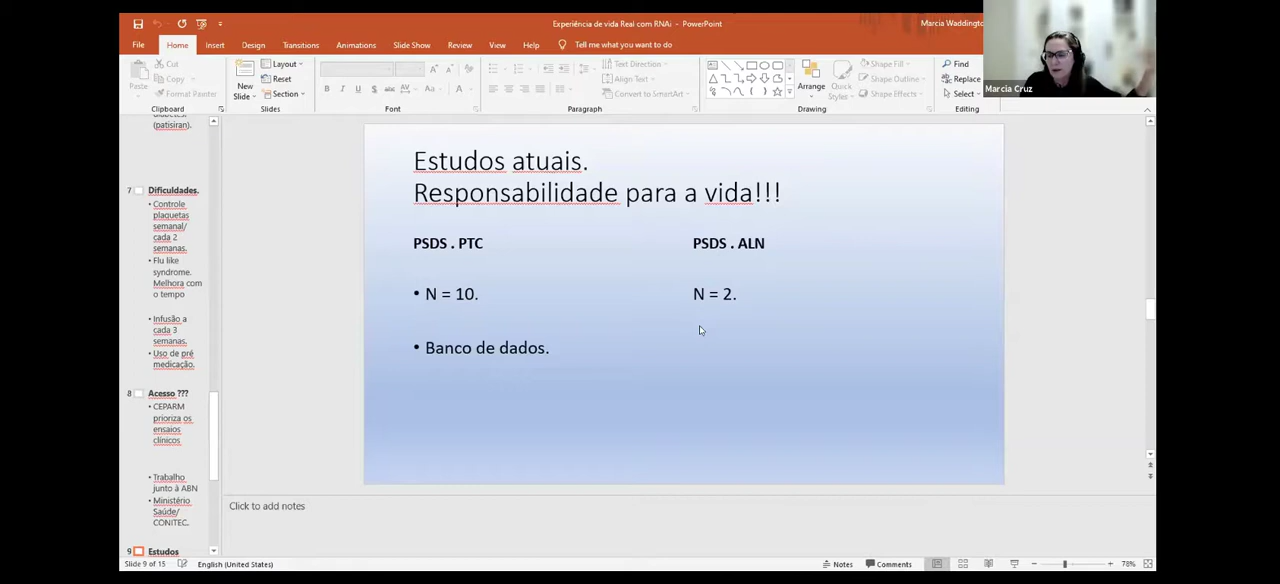 Experiência de vida Real com RNAi - PowerPoint
Marcia Waddington
File Home Insert Design Transitions Animations Slide Show Review View Help Tell me what you want to do
Paste
Cut
Copy
Format Painter
Clipboard
New
Slide
Layout
Reset
Section
Slides
Font
Text Direction
Align Text
Convert to SmartArt
Paragraph
Arrange
Quick
Styles
Shape Fill
Shape Outline
Shape Effects
Drawing
Find
Replace
Select
Editing
Marcia Cruz
(patisiran).
7 Dificuldades.
• Controle
plaquetas
semanal/
cada 2
semanas.
• Flu like
syndrome.
Melhora com
o tempo
• Infusão a
cada 3
semanas.
• Uso de pré
medicação.
8 Acesso ???
• CEPARM
prioriza os
ensaios
clínicos
• Trabalho
junto à ABN
• Ministério
Saúde/
CONITEC.
9 Estudos
Estudos atuais.
Responsabilidade para a vida!!!
PSDS . PTC
• N = 10.
• Banco de dados.
PSDS . ALN
N = 2.
Click to add notes
Slide 9 of 15 English (United States) Notes Comments 78%